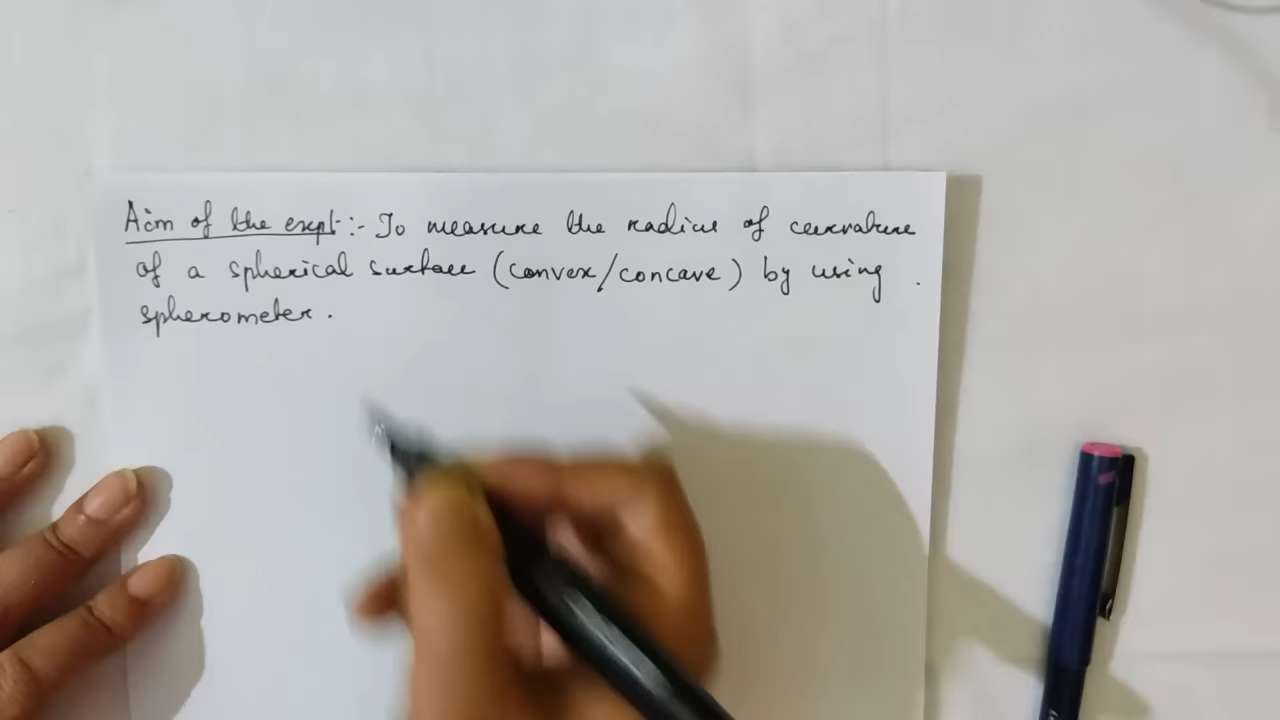 Aim of the expt:- To measure the radius of curvature
of a spherical surface (convex/concave) by using
spherometer.